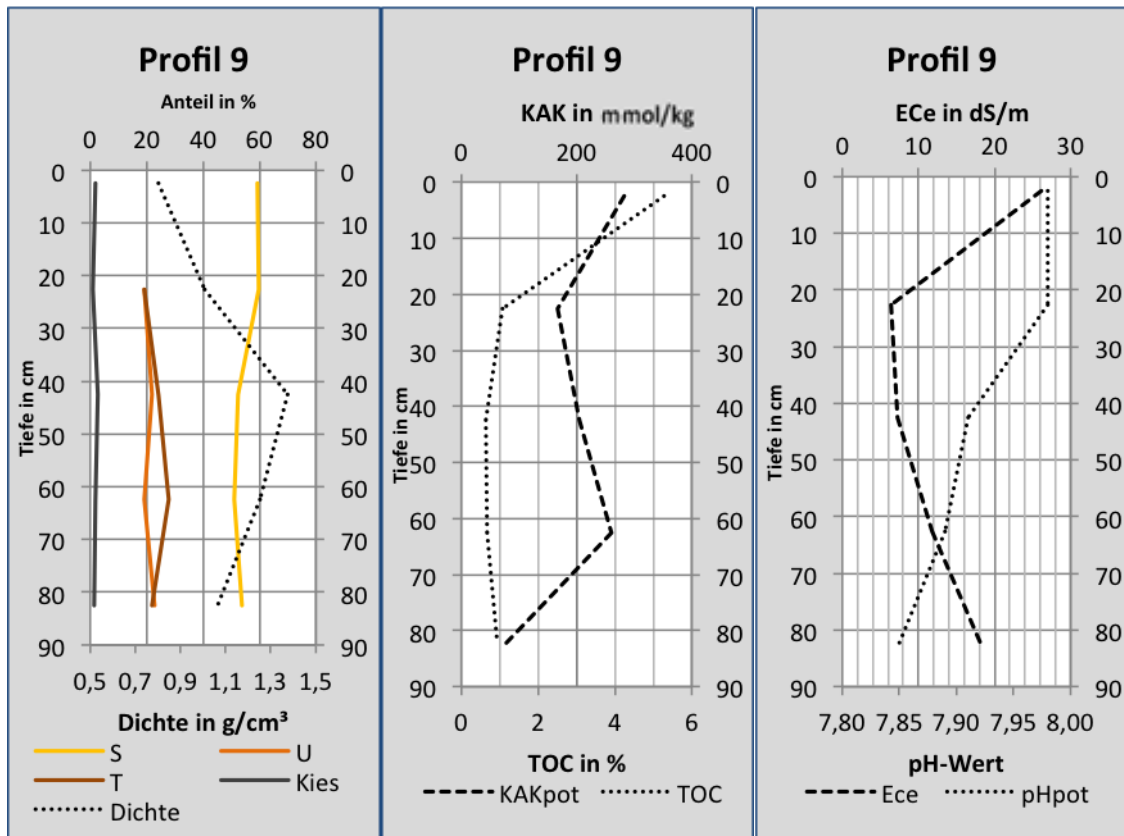 Profil 9
Anteil in %
0 20 40 60 80
0 0
10 10
20 20
30 30
40 40
50 50
60 60
70 70
80 80
90 90
Tiefe in cm
0,5 0,7 0,9 1,1 1,3 1,5
Dichte in g/cm³
S U
T Kies
Dichte
Profil 9
KAK in mmol/kg
0 200 400
0 0
10 10
20 20
30 30
40 40
50 50
60 60
70 70
80 80
90 90
Tiefe in cm
0 2 4 6
TOC in %
KAKpot TOC
Profil 9
ECe in dS/m
0 10 20 30
0 0
10 10
20 20
30 30
40 40
50 50
60 60
70 70
80 80
90 90
Tiefe in cm
7,80 7,85 7,90 7,95 8,00
pH-Wert
Ece pHpot